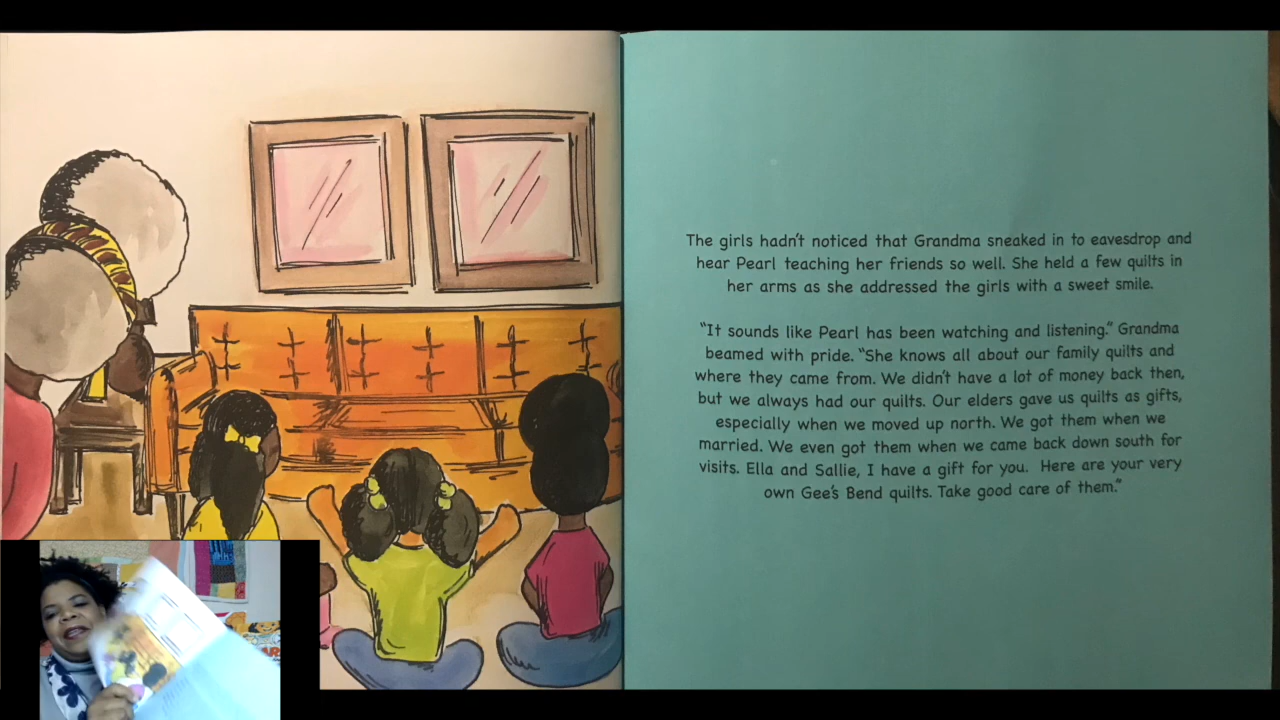 The girls hadn't noticed that Grandma sneaked in to eavesdrop and
hear Pearl teaching her friends so well. She held a few quilts in
her arms as she addressed the girls with a sweet smile.
"It sounds like Pearl has been watching and listening." Grandma
beamed with pride. "She knows all about our family quilts and
where they came from. We didn't have a lot of money back then,
but we always had our quilts. Our elders gave us quilts as gifts,
especially when we moved up north. We got them when we
married. We even got them when we came back down south for
visits. Ella and Sallie, I have a gift for you. Here are your very
own Gee's Bend quilts. Take good care of them."